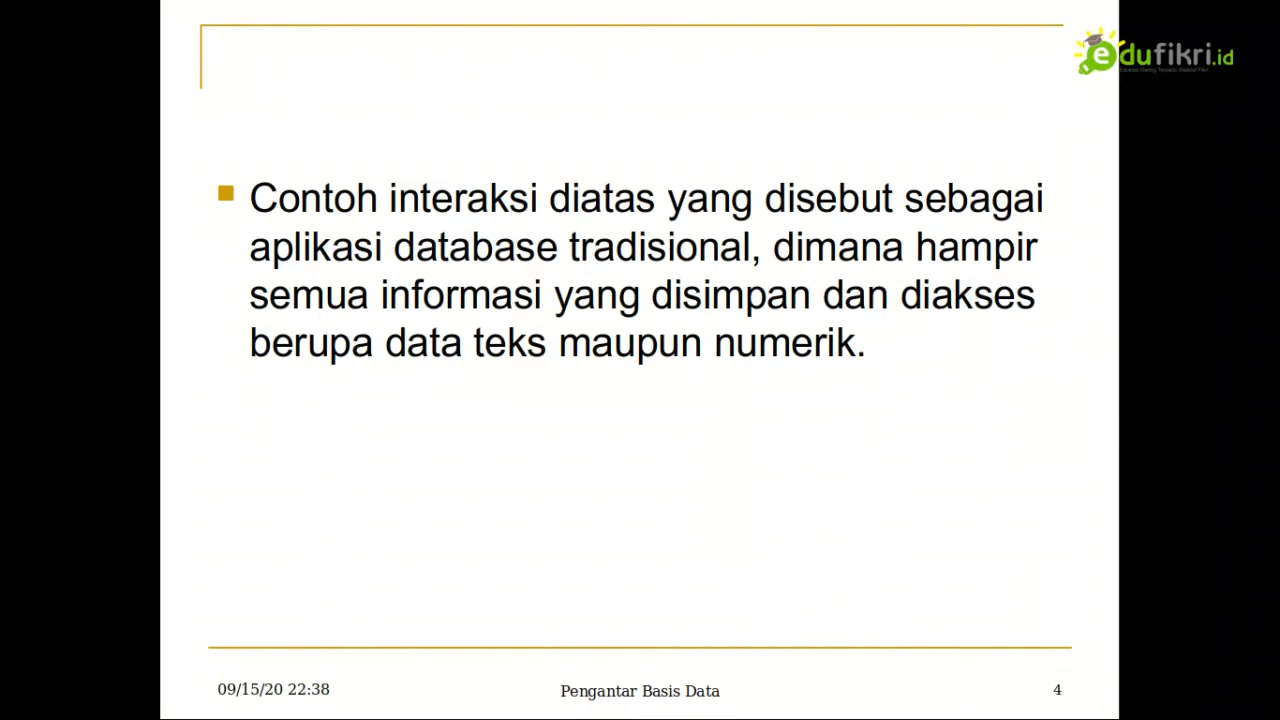 edufikri.id
Contoh interaksi diatas yang disebut sebagai
aplikasi database tradisional, dimana hampir
semua informasi yang disimpan dan diakses
berupa data teks maupun numerik.
09/15/20 22:38
Pengantar Basis Data
4